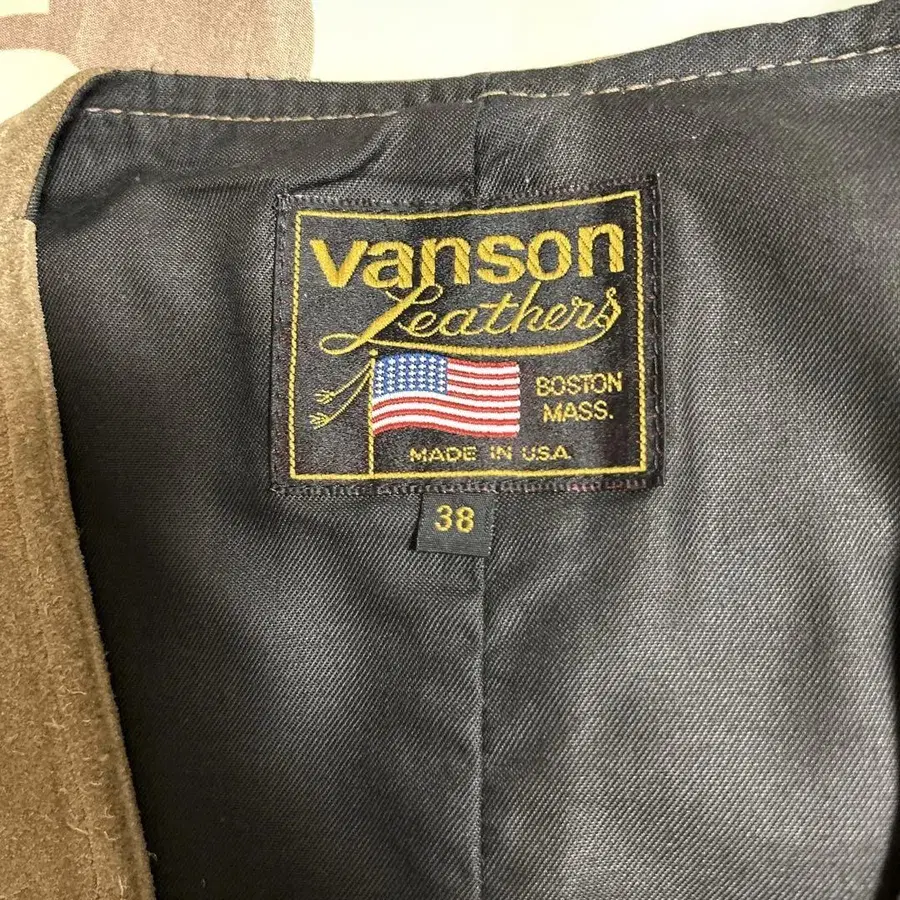 vanson
Leathers
BOSTON
MASS.
MADE IN U.S.A.
38